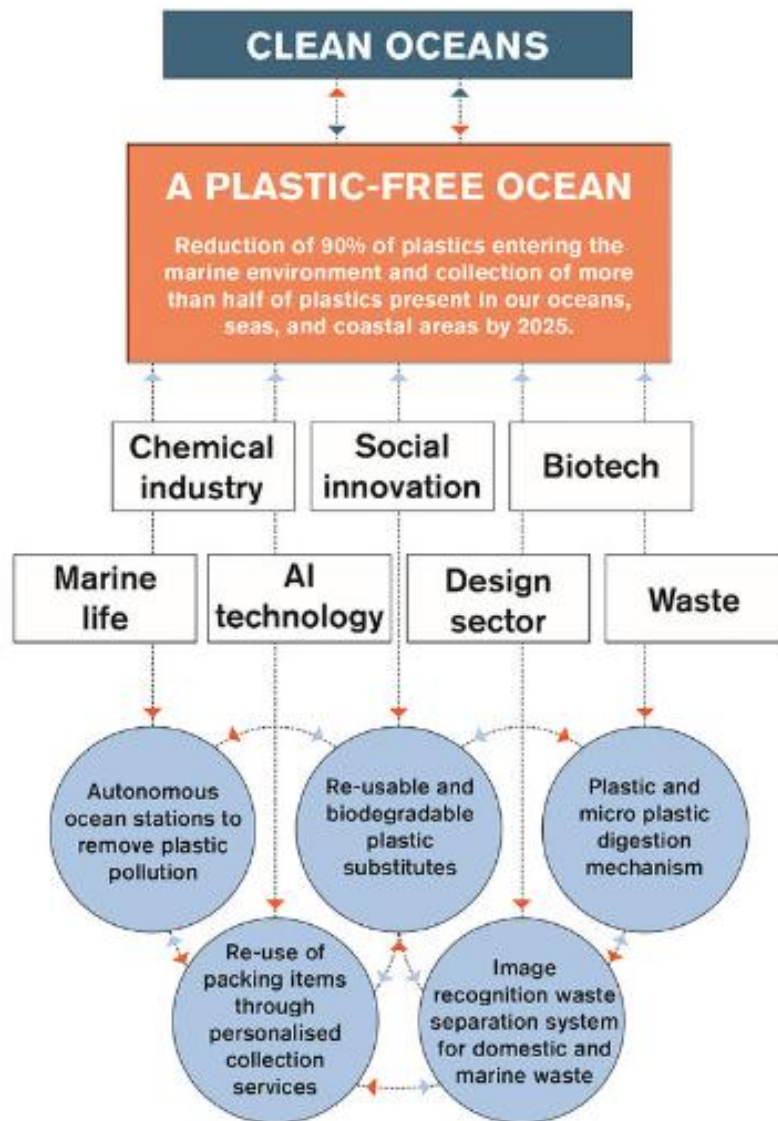 CLEAN OCEANS
A PLASTIC-FREE OCEAN
Reduction of 90% of plastics entering the
marine environment and collection of more
than half of plastics present in our oceans,
seas, and coastal areas by 2025.
Chemical
industry
Social
innovation
Biotech
Marine
life
AI
technology
Design
sector
Waste
Autonomous
ocean stations to
remove plastic
pollution
Re-usable and
biodegradable
plastic
substitutes
Plastic and
micro plastic
digestion
mechanism
Re-use of
packing items
through
personalised
collection
services
Image
recognition waste
separation system
for domestic and
marine waste